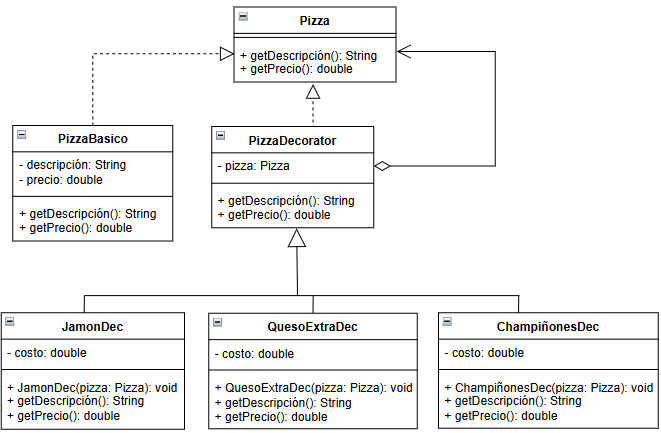 Pizza
+ getDescripción(): String
+ getPrecio(): double
PizzaBasico
- descripción: String
- precio: double
+ getDescripción(): String
+ getPrecio(): double
PizzaDecorator
- pizza: Pizza
+ getDescripción(): String
+ getPrecio(): double
JamonDec
- costo: double
+ JamonDec(pizza: Pizza): void
+ getDescripción(): String
+ getPrecio(): double
QuesoExtraDec
- costo: double
+ QuesoExtraDec(pizza: Pizza): void
+ getDescripción(): String
+ getPrecio(): double
ChampiñonesDec
- costo: double
+ ChampiñonesDec(pizza: Pizza): void
+ getDescripción(): String
+ getPrecio(): double